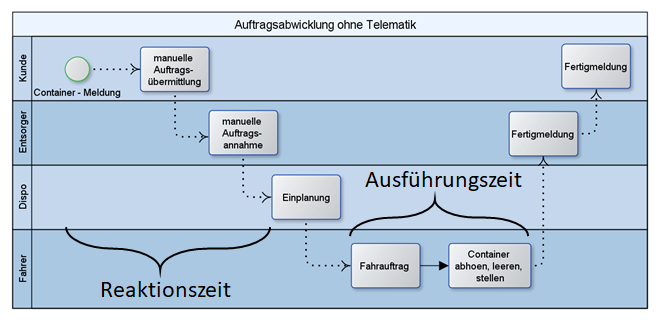 Auftragsabwicklung ohne Telematik
Kunde
Container - Meldung
manuelle
Auftrags-
übermittlung
Fertigmeldung
Entsorger
manuelle
Auftrags-
annahme
Fertigmeldung
Dispo
Einplanung
Ausführungszeit
Fahrer
Reaktionszeit
Fahrauftrag
Container
abhoen, leeren,
stellen